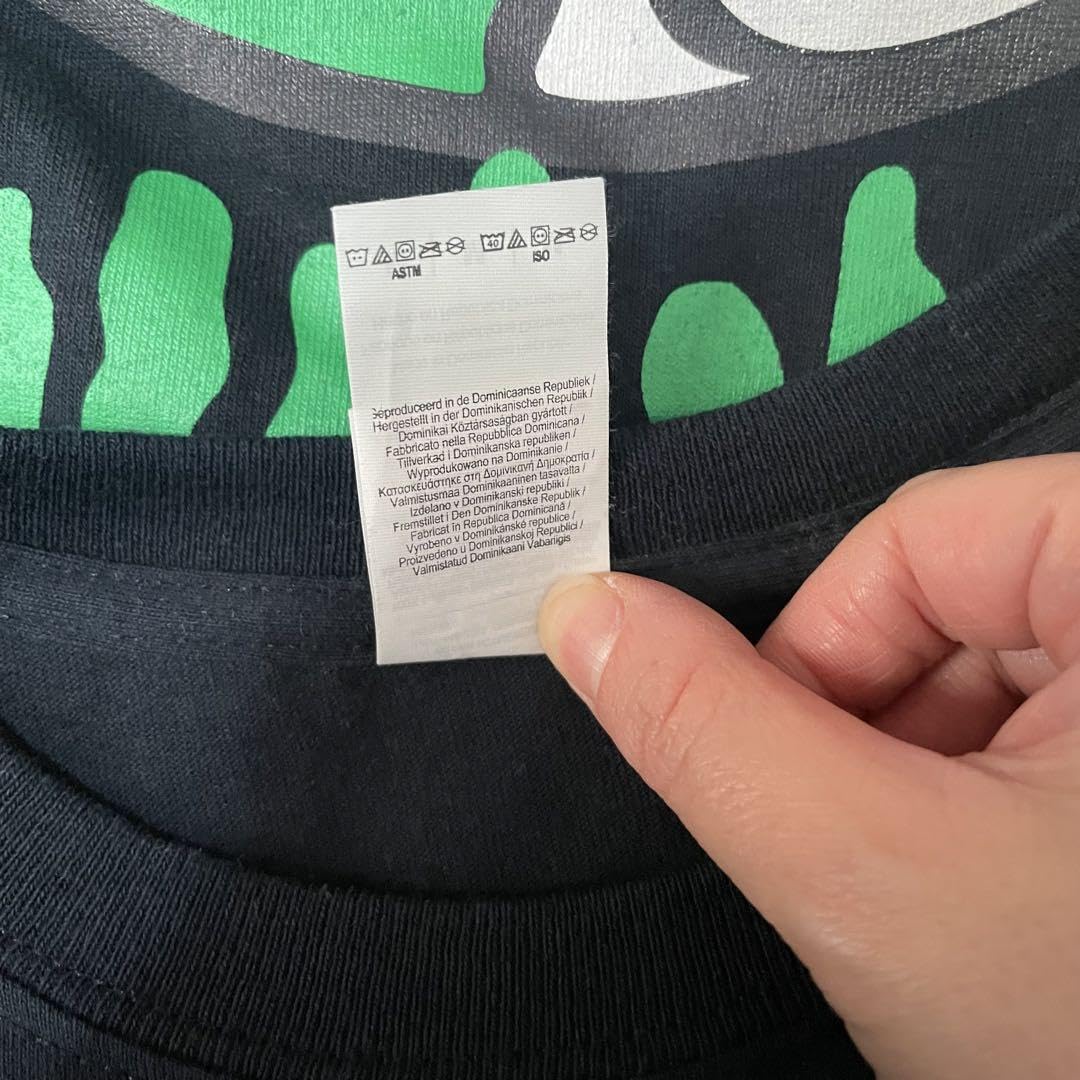 40
ASTM
ISO
Geproduceerd in de Dominicaanse Republiek /
Hergestellt in der Dominikanischen Republik /
Dominikai Köztársaságban gyártott /
Fabbricato nella Repubblica Dominicana /
Tillverkad i Dominikanska republiken /
Wyprodukowano na Dominikanie /
Κατασκευάστηκε στη Δομινικανή Δημοκρατία /
Valmistusmaa Dominikaaninen tasavalta /
Izdelano v Dominikanski republiki /
Fremstillet i Den Dominikanske Republik /
Fabricat în Republica Dominicană /
Vyrobeno v Dominikánské republice /
Proizvedeno u Dominikanskoj Republici /
Valmistatud Dominikaani Vabariigis